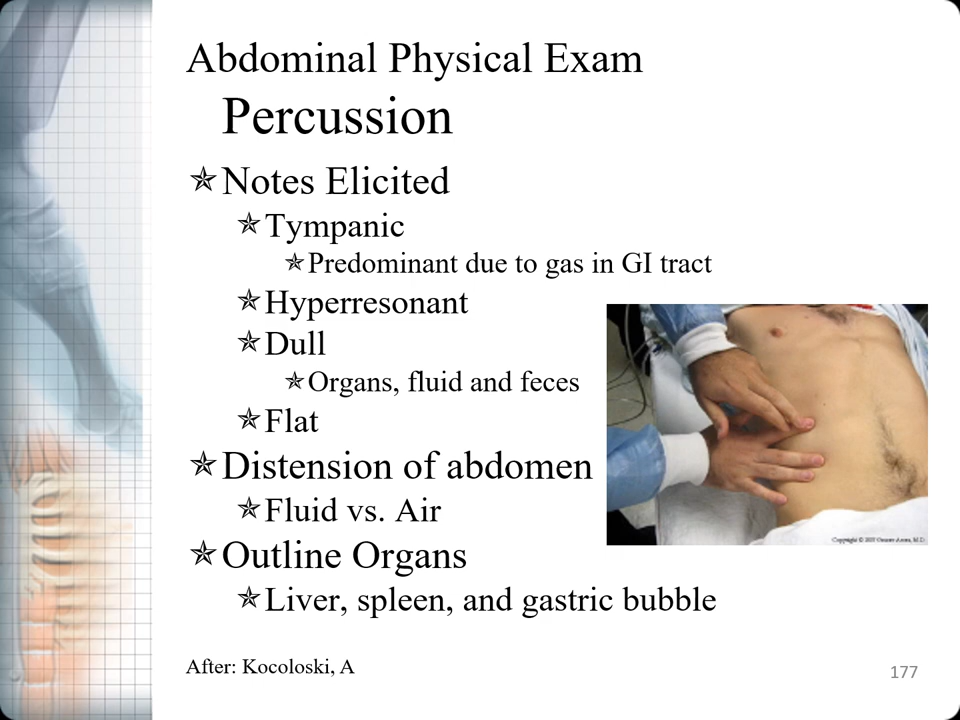 Abdominal Physical Exam
Percussion
✯Notes Elicited
✯Tympanic
✯Predominant due to gas in GI tract
✯Hyperresonant
✯Dull
✯Organs, fluid and feces
✯Flat
✯Distension of abdomen
✯Fluid vs. Air
✯Outline Organs
✯Liver, spleen, and gastric bubble
After: Kocoloski, A
177